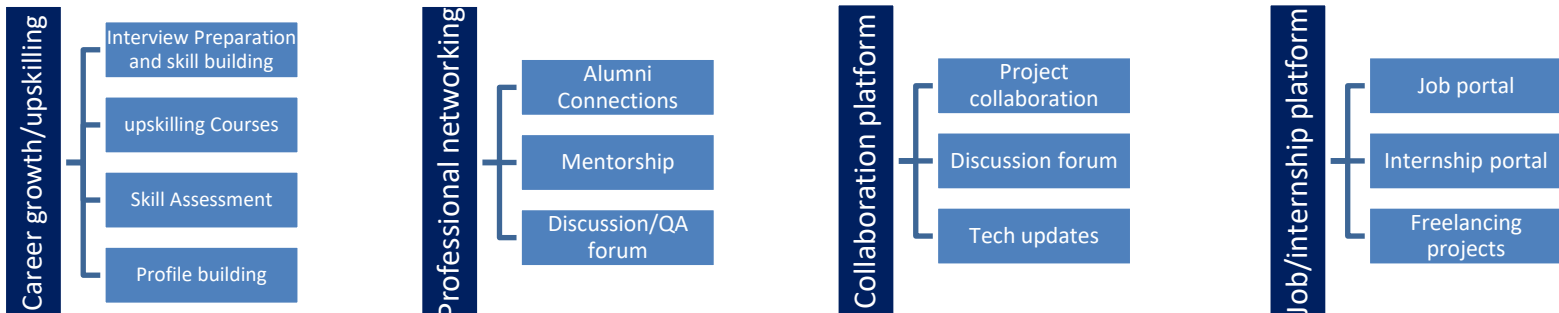 Career growth/upskilling
Interview Preparation
and skill building
upskilling Courses
Skill Assessment
Profile building
Professional networking
Alumni
Connections
Mentorship
Discussion/QA
forum
Collaboration platform
Project
collaboration
Discussion forum
Tech updates
Job/internship platform
Job portal
Internship portal
Freelancing
projects